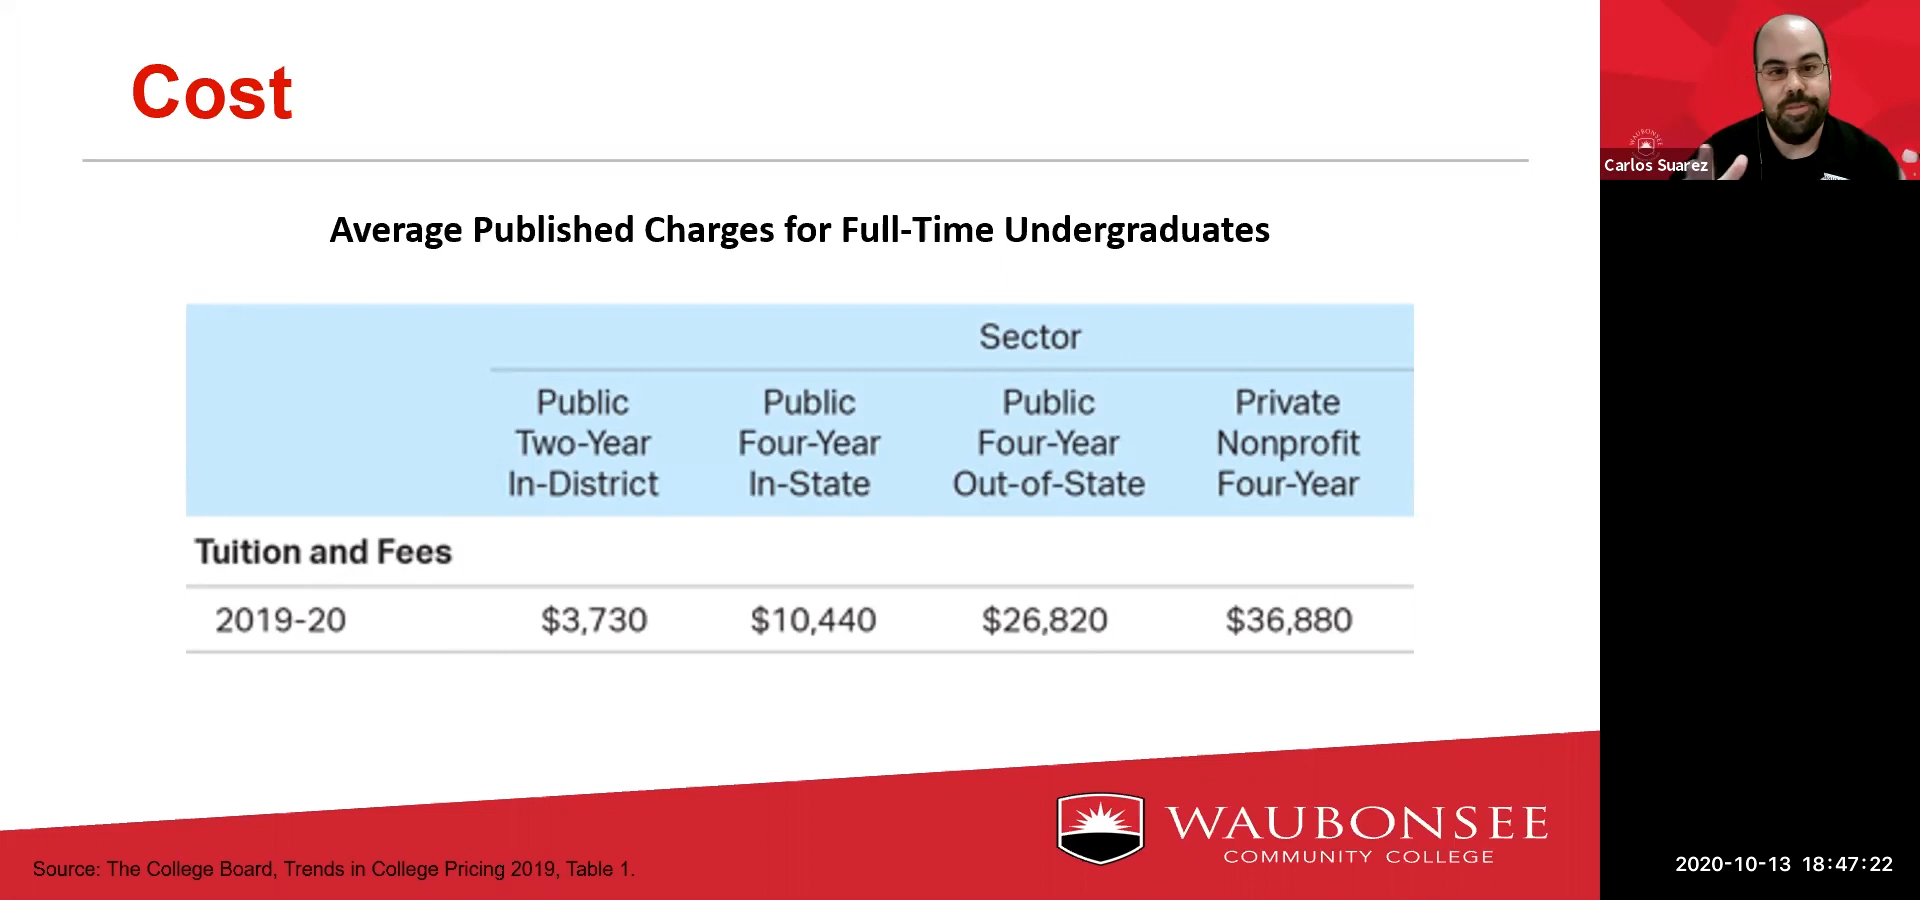 Cost
Average Published Charges for Full-Time Undergraduates
Sector
Public Two-Year In-District
Public Four-Year In-State
Public Four-Year Out-of-State
Private Nonprofit Four-Year
Tuition and Fees
2019-20 $3,730 $10,440 $26,820 $36,880
Source: The College Board, Trends in College Pricing 2019, Table 1.
WAUBONSEE
COMMUNITY COLLEGE
WAUBONSEE
Carlos Suarez
2020-10-13 18:47:22